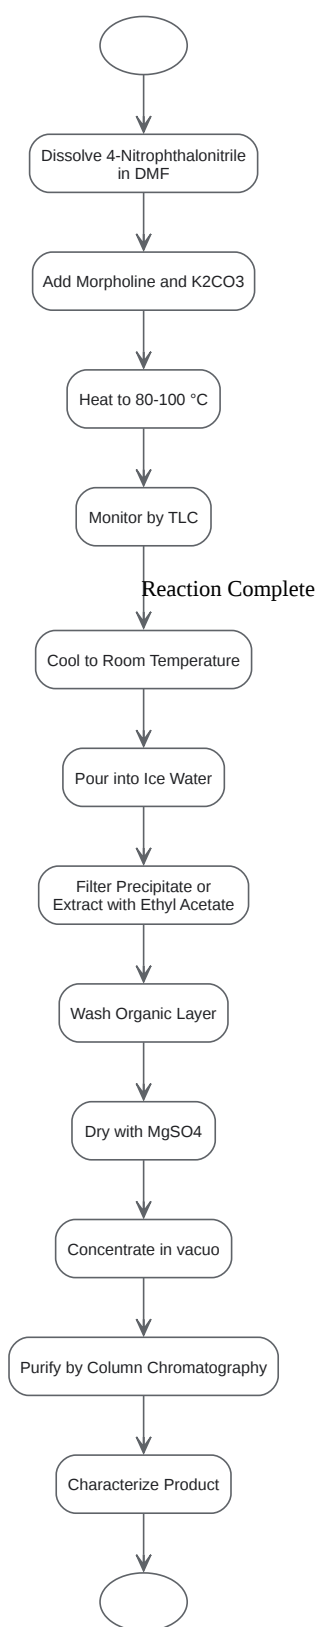 Dissolve 4-Nitrophthalonitrile
in DMF
Add Morpholine and K2CO3
Heat to 80-100 °C
Monitor by TLC
Reaction Complete
Cool to Room Temperature
Pour into Ice Water
Filter Precipitate or
Extract with Ethyl Acetate
Wash Organic Layer
Dry with MgSO4
Concentrate in vacuo
Purify by Column Chromatography
Characterize Product